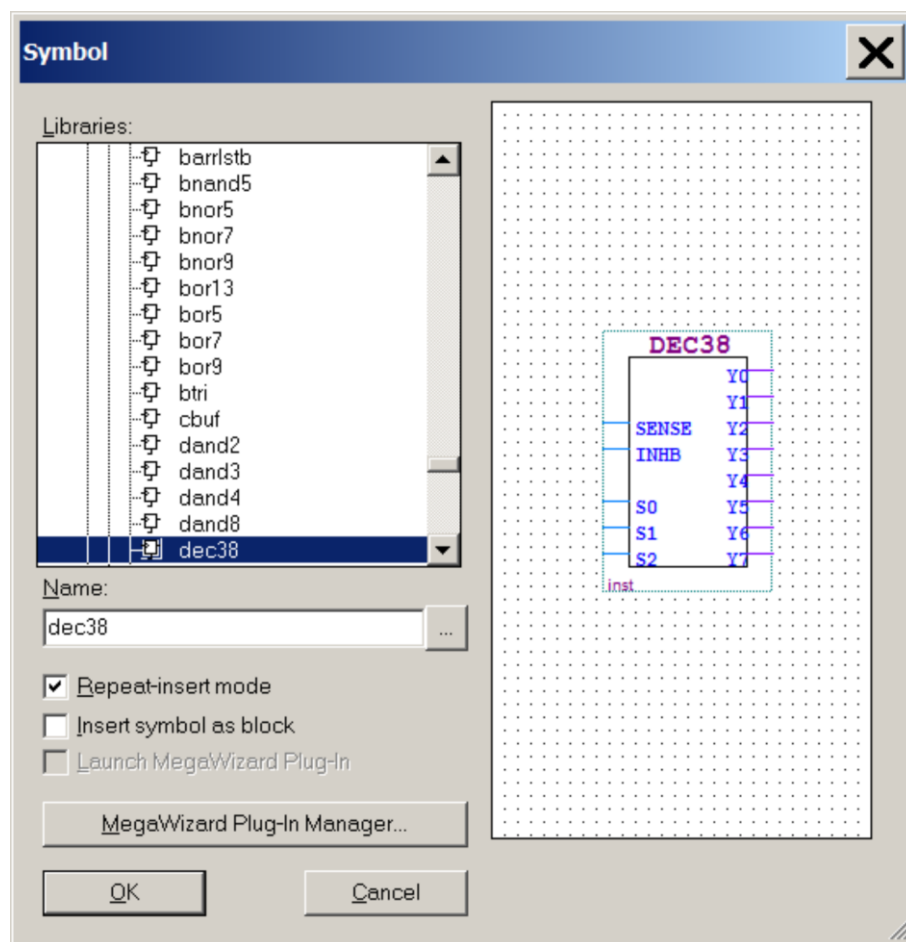 Symbol
Libraries:
barrlstb
bnand5
bnor5
bnor7
bnor9
bor13
bor5
bor7
bor9
btri
cbuf
dand2
dand3
dand4
dand8
dec38
Name:
dec38
...
Repeat-insert mode
Insert symbol as block
Launch MegaWizard Plug-In
MegaWizard Plug-In Manager...
OK
Cancel
DEC38
Y0
Y1
SENSE Y2
INHB Y3
Y4
S0 Y5
S1 Y6
S2 Y7
inst